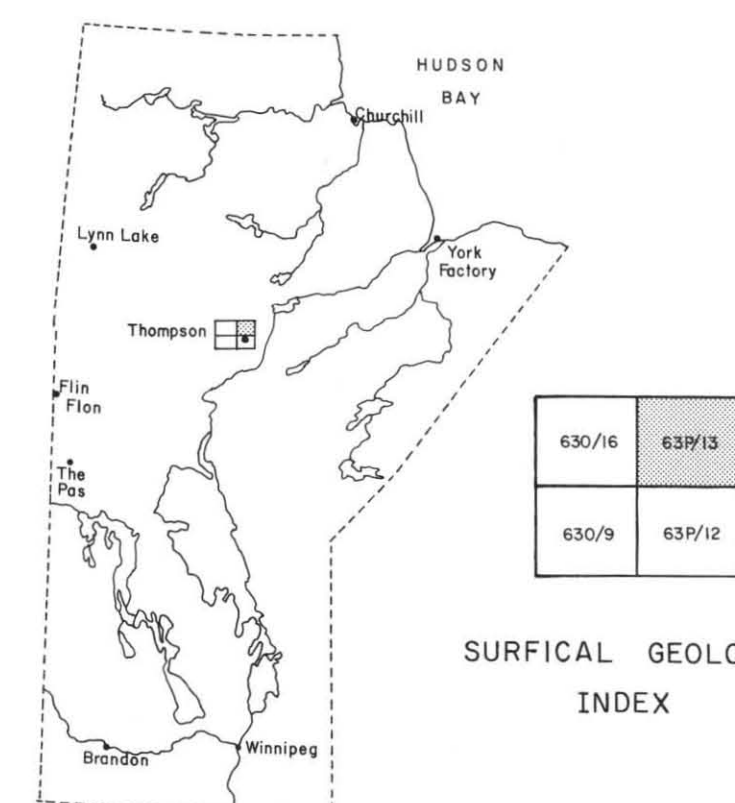 HUDSON
BAY
Churchill
Lynn Lake
York
Factory
Thompson
Flin
Flon
The
Pas
630/16 63P/13
630/9 63P/12
SURFICAL GEOLO
INDEX
Brandon
Winnipeg